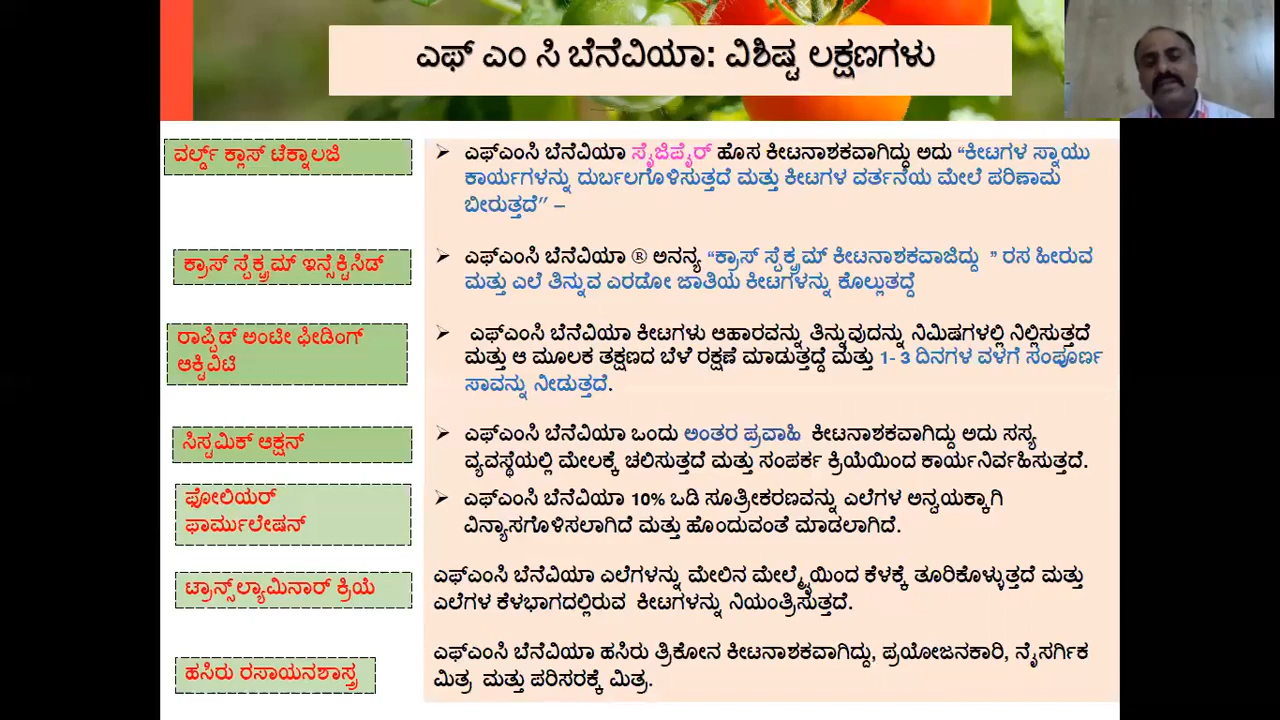 ಎಫ್ ಎಂ ಸಿ ಬೆನೆವಿಯಾ: ವಿಶಿಷ್ಟ ಲಕ್ಷಣಗಳು
ವರ್ಲ್ಡ್ ಕ್ಲಾಸ್ ಟೆಕ್ನಾಲಜಿ
➢ ಎಫ್ಎಂಸಿ ಬೆನೆವಿಯಾ ಸೈಜಿಪೈರ್ ಹೊಸ ಕೀಟನಾಶಕವಾಗಿದ್ದು ಅದು “ಕೀಟಗಳ ಸ್ನಾಯು
ಕಾರ್ಯಗಳನ್ನು ದುರ್ಬಲಗೊಳಿಸುತ್ತದೆ ಮತ್ತು ಕೀಟಗಳ ವರ್ತನೆಯ ಮೇಲೆ ಪರಿಣಾಮ
ಬೀರುತ್ತದೆ” –
ಕ್ರಾಸ್ ಸ್ಪೆಕ್ಟ್ರಮ್ ಇನ್ಸೆಕ್ಟಿಸಿಡ್
➢ ಎಫ್ಎಂಸಿ ಬೆನೆವಿಯಾ ® ಅನನ್ಯ “ಕ್ರಾಸ್ ಸ್ಪೆಕ್ಟ್ರಮ್ ಕೀಟನಾಶಕವಾಜಿದ್ದು ” ರಸ ಹೀರುವ
ಮತ್ತು ಎಲೆ ತಿನ್ನುವ ಎರಡೋ ಜಾತಿಯ ಕೀಟಗಳನ್ನು ಕೊಲ್ಲುತದ್ದೆ
ರಾಪ್ಪಿಡ್ ಅಂಟೀ ಫೀಡಿಂಗ್
ಆಕ್ಟಿವಿಟಿ
➢ ಎಫ್ಎಂಸಿ ಬೆನೆವಿಯಾ ಕೀಟಗಳು ಆಹಾರವನ್ನು ತಿನ್ನುವುದನ್ನು ನಿಮಿಷಗಳಲ್ಲಿ ನಿಲ್ಲಿಸುತ್ತದೆ
ಮತ್ತು ಆ ಮೂಲಕ ತಕ್ಷಣದ ಬೆಳೆ ರಕ್ಷಣೆ ಮಾಡುತ್ತದ್ದೆ ಮತ್ತು 1- 3 ದಿನಗಳ ವಳಗೆ ಸಂಪೂರ್ಣ
ಸಾವನ್ನು ನೀಡುತ್ತದೆ.
ಸಿಸ್ಟಮಿಕ್ ಆಕ್ಷನ್
➢ ಎಫ್ಎಂಸಿ ಬೆನೆವಿಯಾ ಒಂದು ಅಂತರ ಪ್ರವಾಹಿ ಕೀಟನಾಶಕವಾಗಿದ್ದು ಅದು ಸಸ್ಯ
ವ್ಯವಸ್ಥೆಯಲ್ಲಿ ಮೇಲಕ್ಕೆ ಚಲಿಸುತ್ತದೆ ಮತ್ತು ಸಂಪರ್ಕ ಕ್ರಿಯೆಯಿಂದ ಕಾರ್ಯನಿರ್ವಹಿಸುತ್ತದೆ.
ಫೋಲಿಯರ್
ಫಾರ್ಮುಲೇಷನ್
➢ ಎಫ್ಎಂಸಿ ಬೆನೆವಿಯಾ 10% ಒಡಿ ಸೂತ್ರೀಕರಣವನ್ನು ಎಲೆಗಳ ಅನ್ವಯಕ್ಕಾಗಿ
ವಿನ್ಯಾಸಗೊಳಿಸಲಾಗಿದೆ ಮತ್ತು ಹೊಂದುವಂತೆ ಮಾಡಲಾಗಿದೆ.
ಟ್ರಾನ್ಸ್‌ಲ್ಯಾಮಿನಾರ್ ಕ್ರಿಯೆ
ಎಫ್ಎಂಸಿ ಬೆನೆವಿಯಾ ಎಲೆಗಳನ್ನು ಮೇಲಿನ ಮೇಲ್ಮೈಯಿಂದ ಕೆಳಕ್ಕೆ ತೂರಿಕೊಳ್ಳುತ್ತದೆ ಮತ್ತು
ಎಲೆಗಳ ಕೆಳಭಾಗದಲ್ಲಿರುವ ಕೀಟಗಳನ್ನು ನಿಯಂತ್ರಿಸುತ್ತದೆ.
ಹಸಿರು ರಸಾಯನಶಾಸ್ತ್ರ
ಎಫ್ಎಂಸಿ ಬೆನೆವಿಯಾ ಹಸಿರು ತ್ರಿಕೋನ ಕೀಟನಾಶಕವಾಗಿದ್ದು, ಪ್ರಯೋಜನಕಾರಿ, ನೈಸರ್ಗಿಕ
ಮಿತ್ರ ಮತ್ತು ಪರಿಸರಕ್ಕೆ ಮಿತ್ರ.